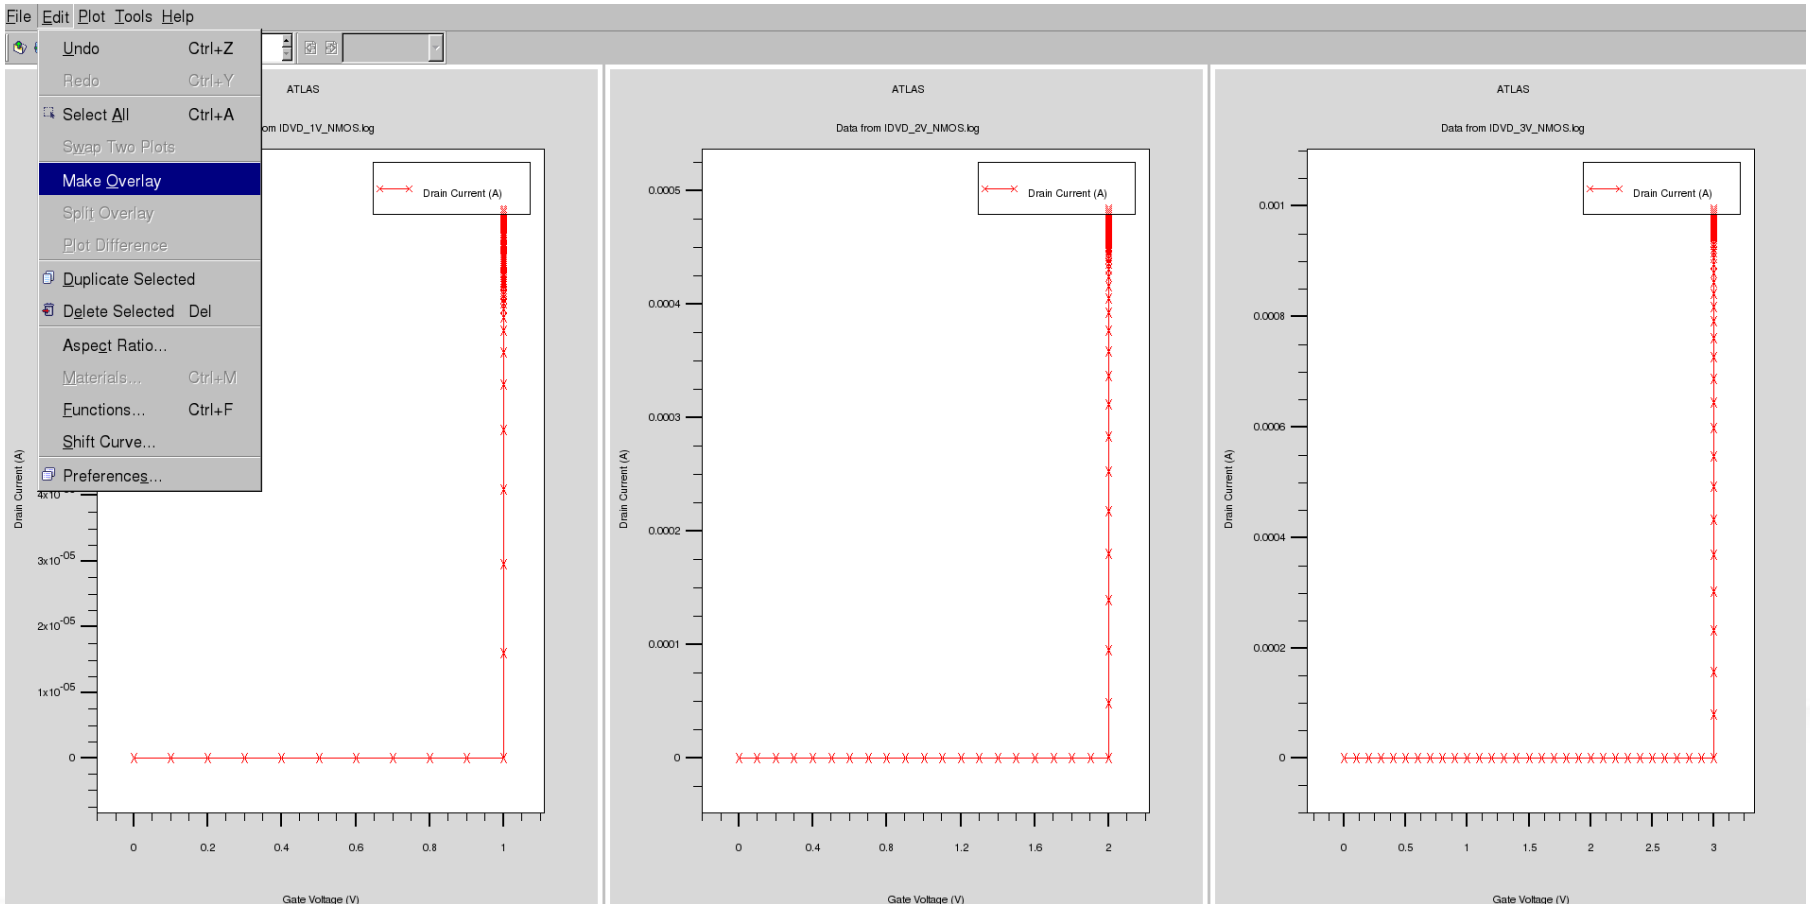 File Edit Plot Tools Help
Undo Ctrl+Z
Redo Ctrl+Y
Select All Ctrl+A
Swap Two Plots
Make Overlay
Split Overlay
Plot Difference
Duplicate Selected
Delete Selected Del
Aspect Ratio...
Materials... Ctrl+M
Functions... Ctrl+F
Shift Curve...
Preferences...
ATLAS
om IDVD_1V_NMOS.log
Drain Current (A)
Drain Current (A)
4x10
3x10-05
2x10-05
1x10-05
0
0 0.2 0.4 0.6 0.8 1
Gate Voltage (V)
ATLAS
Data from IDVD_2V_NMOS.log
Drain Current (A)
Drain Current (A)
0.0005
0.0004
0.0003
0.0002
0.0001
0
0 0.4 0.8 1.2 1.6 2
Gate Voltage (V)
ATLAS
Data from IDVD_3V_NMOS.log
Drain Current (A)
Drain Current (A)
0.001
0.0008
0.0006
0.0004
0.0002
0
0 0.5 1 1.5 2 2.5 3
Gate Voltage (V)